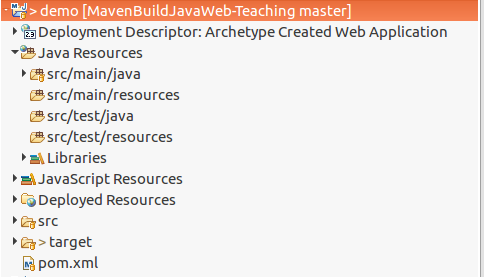 > demo [MavenBuildJavaWeb-Teaching master]
Deployment Descriptor: Archetype Created Web Application
Java Resources
src/main/java
src/main/resources
src/test/java
src/test/resources
Libraries
JavaScript Resources
Deployed Resources
src
> target
pom.xml